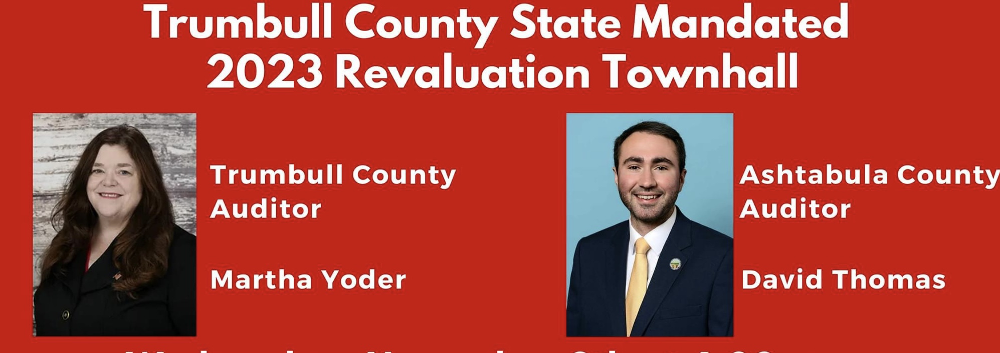 Trumbull County State Mandated
2023 Revaluation Townhall
Trumbull County
Auditor
Martha Yoder
Ashtabula County
Auditor
David Thomas